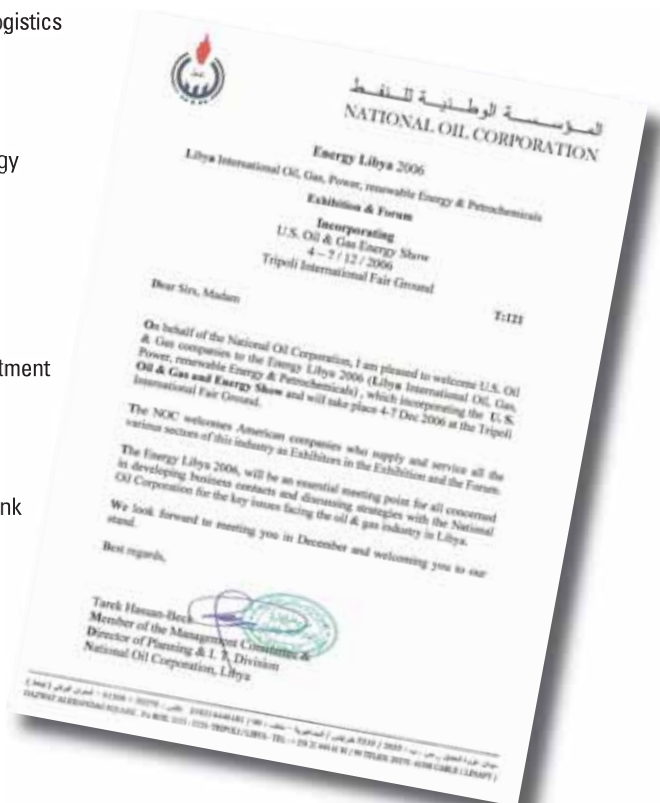 ogistics
gy
tment
nk
المؤسسة الوطنية للنفط
NATIONAL OIL CORPORATION
Energy Libya 2006
Libya International Oil, Gas, Power, renewable Energy & Petrochemicals
Exhibition & Forum
Incorporating
U.S. Oil & Gas Energy Show
4 – 7 / 12 / 2006
Tripoli International Fair Ground
T:121
Dear Sirs, Madam
On behalf of the National Oil Corporation, I am pleased to welcome U.S. Oil
& Gas companies to the Energy Libya 2006 (Libya International Oil, Gas,
Power, renewable Energy & Petrochemicals), which incorporating the U. S.
Oil & Gas and Energy Show and will take place 4-7 Dec 2006 at the Tripoli
International Fair Ground.
The NOC welcomes American companies who supply and service all the
various sectors of this industry as Exhibitors in the Exhibition and the Forum.
The Energy Libya 2006, will be an essential meeting point for all concerned
in developing business contacts and discussing strategies with the National
Oil Corporation for the key issues facing the oil & gas industry in Libya.
We look forward to meeting you in December and welcoming you to our
stand.
Best regards,
Tarek Hassan-Beck
Member of the Management Committee &
Director of Planning & I. T. Division
National Oil Corporation, Libya